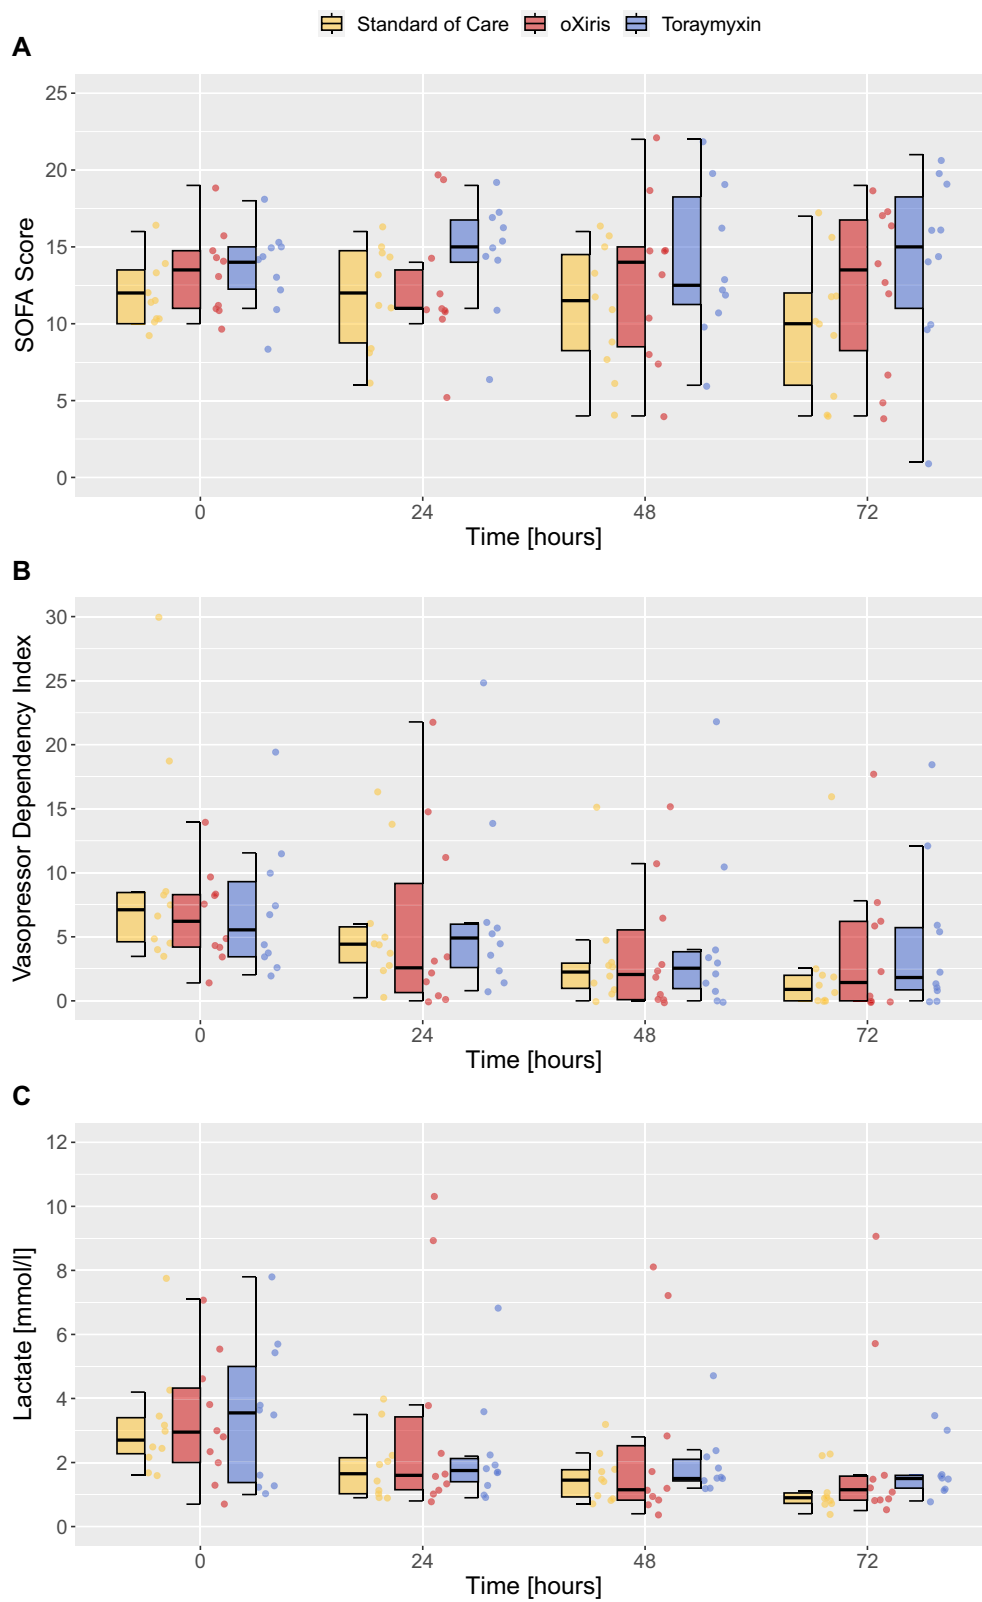 Standard of Care oXiris Toraymyxin
A
25
20
15
10
5
0
SOFA Score
0 24 48 72
Time [hours]
B
30
25
20
15
10
5
0
Vasopressor Dependency Index
0 24 48 72
Time [hours]
C
12
10
8
6
4
2
0
Lactate [mmol/l]
0 24 48 72
Time [hours]